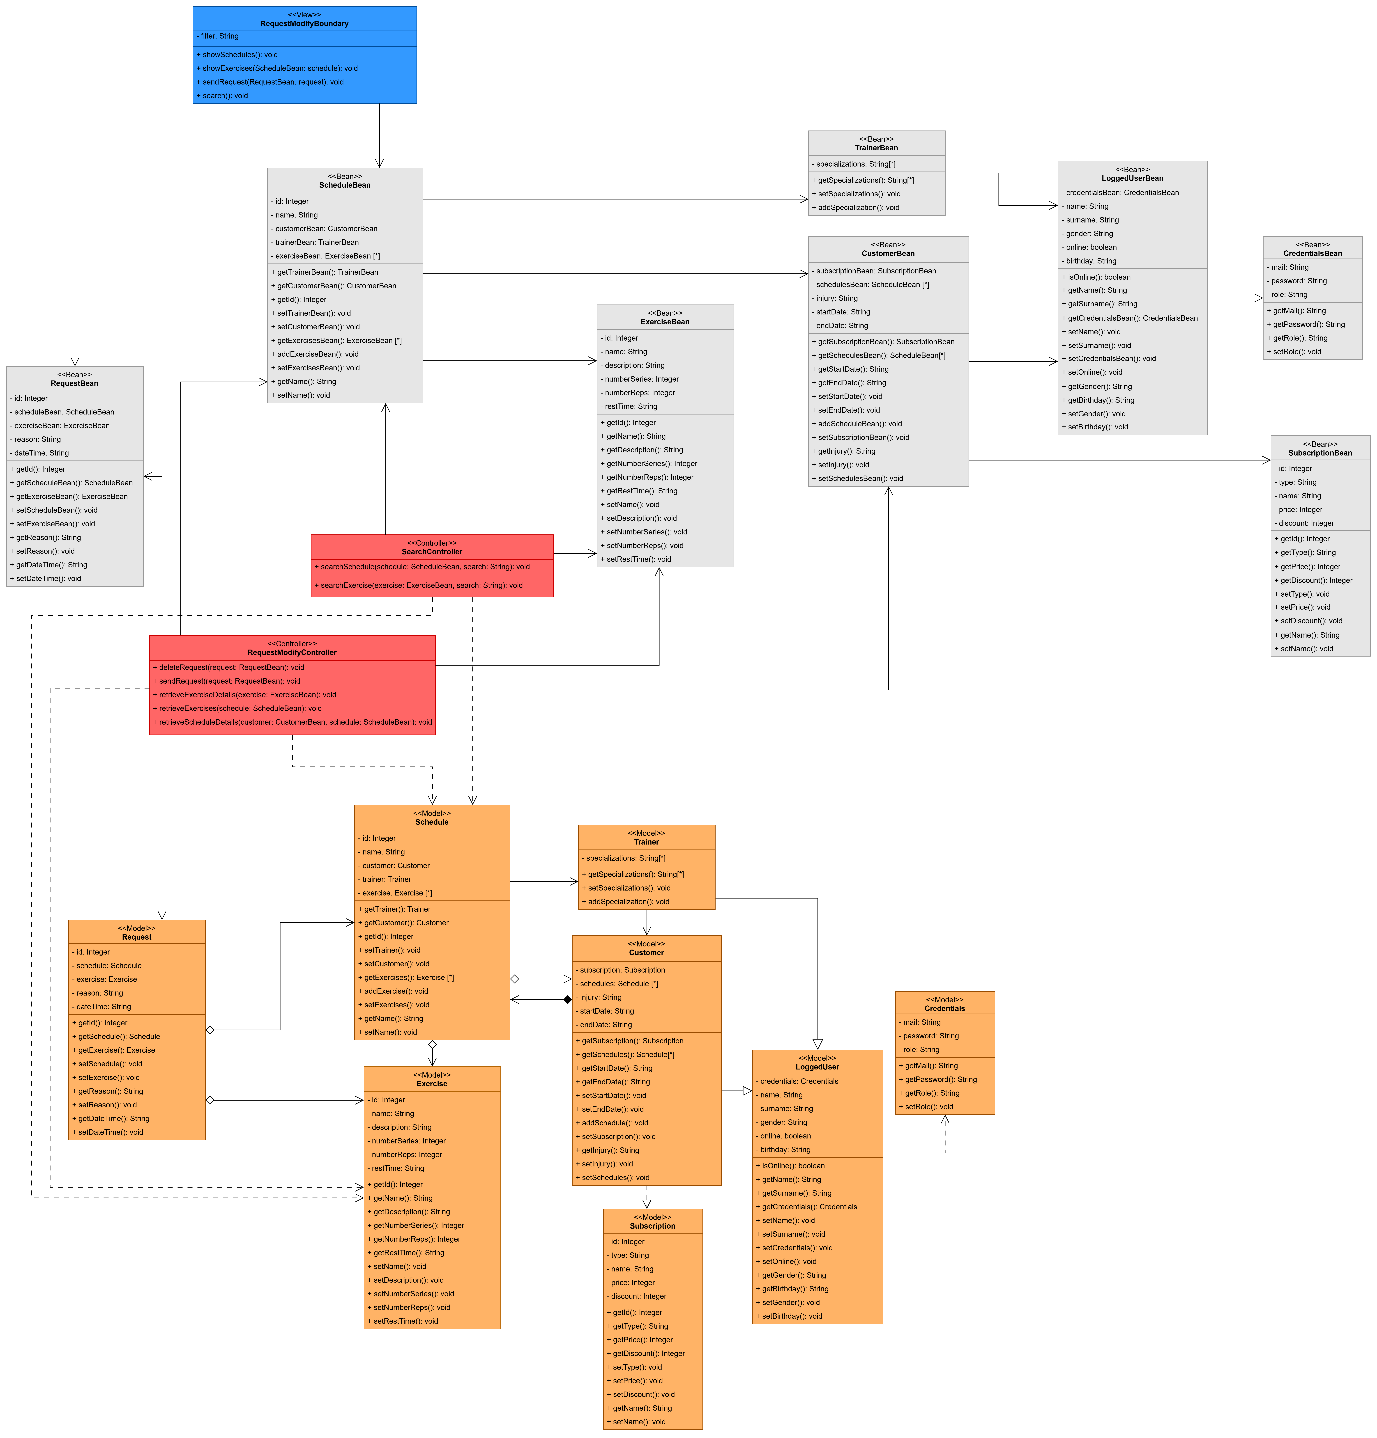 <<View>>
RequestModifyBoundary
- filter: String
+ showSchedules(): void
+ showExercises(ScheduleBean: schedule): void
+ sendRequest(RequestBean, request): void
+ search(): void
<<Bean>>
ScheduleBean
- id: Integer
- name: String
- customerBean: CustomerBean
- trainerBean: TrainerBean
- exerciseBean: ExerciseBean [*]
+ getTrainerBean(): TrainerBean
+ getCustomerBean(): CustomerBean
+ getId(): Integer
+ setTrainerBean(): void
+ setCustomerBean(): void
+ getExercisesBean(): ExerciseBean [*]
+ addExerciseBean(): void
+ setExercisesBean(): void
+ getName(): String
+ setName(): void
<<Bean>>
TrainerBean
- specializations: String[*]
+ getSpecializations(): String[*]
+ setSpecializations(): void
+ addSpecialization(): void
<<Bean>>
LoggedUserBean
- credentialsBean: CredentialsBean
- name: String
- surname: String
- gender: String
- online: boolean
- birthday: String
+ isOnline(): boolean
+ getName(): String
+ getSurname(): String
+ getCredentialsBean(): CredentialsBean
+ setName(): void
+ setSurname(): void
+ setCredentialsBean(): void
+ setOnline(): void
+ getGender(): String
+ getBirthday(): String
+ setGender(): void
+ setBirthday(): void
<<Bean>>
CustomerBean
- subscriptionBean: SubscriptionBean
- schedulesBean: ScheduleBean [*]
- injury: String
- startDate: String
- endDate: String
+ getSubscriptionBean(): SubscriptionBean
+ getSchedulesBean(): ScheduleBean[*]
+ getStartDate(): String
+ getEndDate(): String
+ setStartDate(): void
+ setEndDate(): void
+ addScheduleBean(): void
+ setSubscriptionBean(): void
+ getInjury(): String
+ setInjury(): void
+ setSchedulesBean(): void
<<Bean>>
CredentialsBean
- mail: String
- password: String
- role: String
+ getMail(): String
+ getPassword(): String
+ getRole(): String
+ setRole(): void
<<Bean>>
ExerciseBean
- id: Integer
- name: String
- description: String
- numberSeries: Integer
- numberReps: Integer
- restTime: String
+ getId(): Integer
+ getName(): String
+ getDescription(): String
+ getNumberSeries(): Integer
+ getNumberReps(): Integer
+ getRestTime(): String
+ setName(): void
+ setDescription(): void
+ setNumberSeries(): void
+ setNumberReps(): void
+ setRestTime(): void
<<Bean>>
RequestBean
- id: Integer
- scheduleBean: ScheduleBean
- exerciseBean: ExerciseBean
- reason: String
- dateTime: String
+ getId(): Integer
+ getScheduleBean(): ScheduleBean
+ getExerciseBean(): ExerciseBean
+ setScheduleBean(): void
+ setExerciseBean(): void
+ getReason(): String
+ setReason(): void
+ getDateTime(): String
+ setDateTime(): void
<<Bean>>
SubscriptionBean
- id: Integer
- type: String
- name: String
- price: Integer
- discount: Integer
+ getId(): Integer
+ getType(): String
+ getPrice(): Integer
+ getDiscount(): Integer
+ setType(): void
+ setPrice(): void
+ setDiscount(): void
+ getName(): String
+ setName(): void
<<Controller>>
SearchController
+ searchSchedule(schedule: ScheduleBean, search: String): void
+ searchExercise(exercise: ExerciseBean, search: String): void
<<Controller>>
RequestModifyController
+ deleteRequest(request: RequestBean): void
+ sendRequest(request: RequestBean): void
+ retrieveExerciseDetails(exercise: ExerciseBean): void
+ retrieveExercises(schedule: ScheduleBean): void
+ retrieveScheduleDetails(customer: CustomerBean, schedule: ScheduleBean): void
<<Model>>
Schedule
- id: Integer
- name: String
- customer: Customer
- trainer: Trainer
- exercise: Exercise [*]
+ getTrainer(): Trainer
+ getCustomer(): Customer
+ getId(): Integer
+ setTrainer(): void
+ setCustomer(): void
+ getExercises(): Exercise [*]
+ addExercise(): void
+ setExercises(): void
+ getName(): String
+ setName(): void
<<Model>>
Trainer
- specializations: String[*]
+ getSpecializations(): String[*]
+ setSpecializations(): void
+ addSpecialization(): void
<<Model>>
Request
- id: Integer
- schedule: Schedule
- exercise: Exercise
- reason: String
- dateTime: String
+ getId(): Integer
+ getSchedule(): Schedule
+ getExercise(): Exercise
+ setSchedule(): void
+ setExercise(): void
+ getReason(): String
+ setReason(): void
+ getDateTime(): String
+ setDateTime(): void
<<Model>>
Customer
- subscription: Subscription
- schedules: Schedule [*]
- injury: String
- startDate: String
- endDate: String
+ getSubscription(): Subscription
+ getSchedules(): Schedule[*]
+ getStartDate(): String
+ getEndDate(): String
+ setStartDate(): void
+ setEndDate(): void
+ addSchedule(): void
+ setSubscription(): void
+ getInjury(): String
+ setInjury(): void
+ setSchedules(): void
<<Model>>
Credentials
- mail: String
- password: String
- role: String
+ getMail(): String
+ getPassword(): String
+ getRole(): String
+ setRole(): void
<<Model>>
LoggedUser
- credentials: Credentials
- name: String
- surname: String
- gender: String
- online: boolean
- birthday: String
+ isOnline(): boolean
+ getName(): String
+ getSurname(): String
+ getCredentials(): Credentials
+ setName(): void
+ setSurname(): void
+ setCredentials(): void
+ setOnline(): void
+ getGender(): String
+ getBirthday(): String
+ setGender(): void
+ setBirthday(): void
<<Model>>
Exercise
- id: Integer
- name: String
- description: String
- numberSeries: Integer
- numberReps: Integer
- restTime: String
+ getId(): Integer
+ getName(): String
+ getDescription(): String
+ getNumberSeries(): Integer
+ getNumberReps(): Integer
+ getRestTime(): String
+ setName(): void
+ setDescription(): void
+ setNumberSeries(): void
+ setNumberReps(): void
+ setRestTime(): void
<<Model>>
Subscription
- id: Integer
- type: String
- name: String
- price: Integer
- discount: Integer
+ getId(): Integer
+ getType(): String
+ getPrice(): Integer
+ getDiscount(): Integer
+ setType(): void
+ setPrice(): void
+ setDiscount(): void
+ getName(): String
+ setName(): void